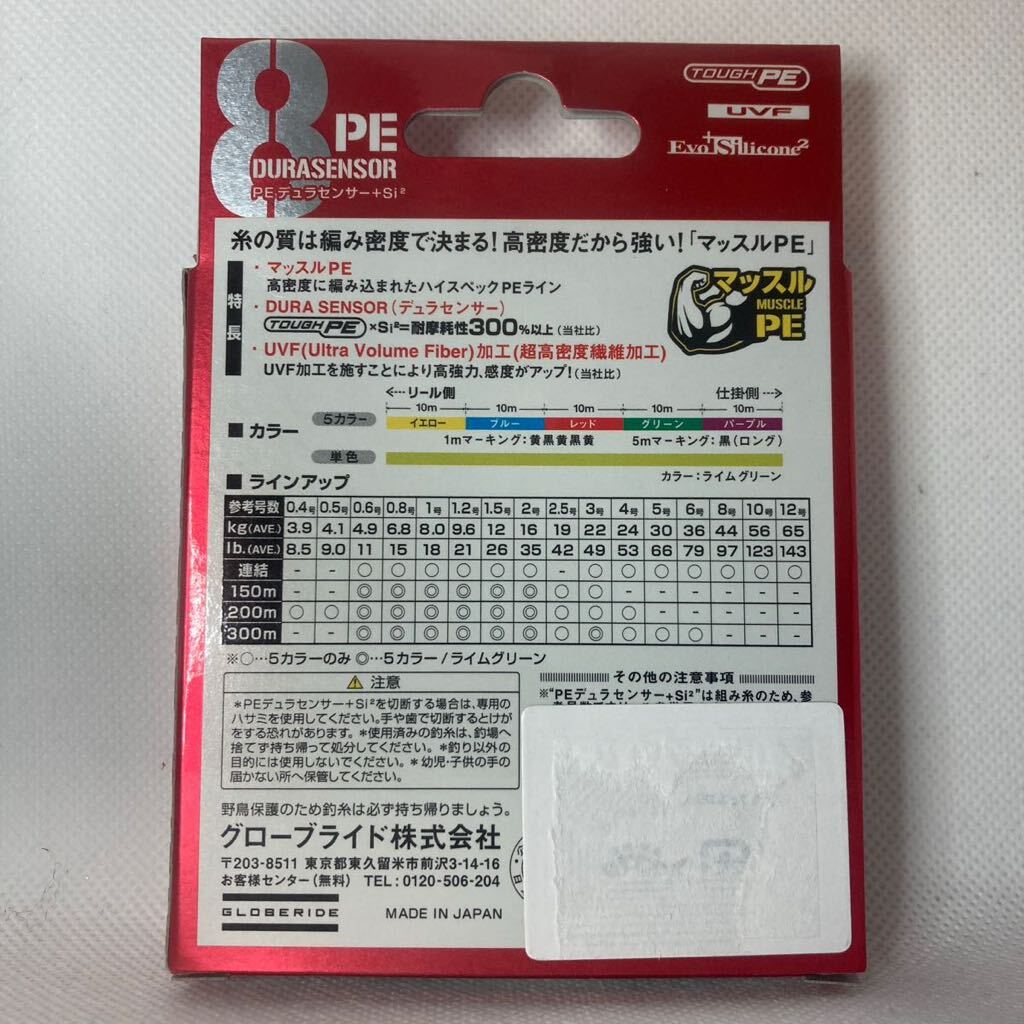 8
PE
DURASENSOR
PEデュラセンサー+Si²
TOUGH PE
UVF
Evo+Silicone²
糸の質は編み密度で決まる!高密度だから強い!「マッスルPE」
特長
・マッスルPE
高密度に編み込まれたハイスペックPEライン
・DURA SENSOR(デュラセンサー)
TOUGH PE ×Si²=耐摩耗性300%以上(当社比)
・UVF(Ultra Volume Fiber)加工(超高密度繊維加工)
UVF加工を施すことにより高強力、感度がアップ!(当社比)
マッスル
MUSCLE
PE
<---リール側 仕掛側--->
10m 10m 10m 10m 10m
■ カラー
5カラー イエロー ブルー レッド グリーン パープル
1mマーキング:黄黒黄黒黄 5mマーキング:黒(ロング)
単色
カラー:ライムグリーン
■ ラインアップ
参考号数 0.4号 0.5号 0.6号 0.8号 1号 1.2号 1.5号 2号 2.5号 3号 4号 5号 6号 8号 10号 12号
kg(AVE.) 3.9 4.1 4.9 6.8 8.0 9.6 12 16 19 22 24 30 36 44 56 65
lb.(AVE.) 8.5 9.0 11 15 18 21 26 35 42 49 53 66 79 97 123 143
連結 - - ○ ○ ○ ○ ○ ○ - ○ ○ ○ ○ ○ ○ ○
150m - - ◎ ◎ ◎ ◎ ◎ ◎ ○ ○ - - - - - -
200m ○ ○ ◎ ◎ ◎ ◎ ◎ ◎ ○ ○ ○ - - - - -
300m - - ◎ ◎ ◎ ◎ ◎ ◎ ○ ◎ ○ ○ ○ - - -
※○…5カラーのみ ◎…5カラー/ライムグリーン
⚠ 注意
*PEデュラセンサー+Si²を切断する場合は、専用の
ハサミを使用してください。手や歯で切断するとけが
をする恐れがあります。*使用済みの釣糸は、釣場へ
捨てず持ち帰って処分してください。*釣り以外の
目的には使用しないでください。*幼児・子供の手の
届かない所へ保管してください。
その他の注意事項
※"PEデュラセンサー+Si²"は組み糸のため、参
野鳥保護のため釣糸は必ず持ち帰りましょう。
グローブライド株式会社
〒203-8511 東京都東久留米市前沢3-14-16
お客様センター(無料) TEL:0120-506-204
GLOBERIDE
MADE IN JAPAN